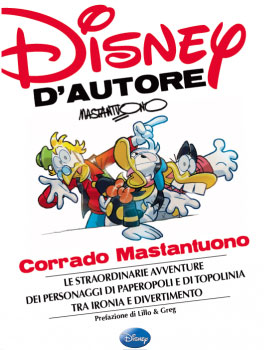 Disney
D'AUTORE
MASTANTUONO
Corrado Mastantuono
LE STRAORDINARIE AVVENTURE
DEI PERSONAGGI DI PAPEROPOLI E DI TOPOLINIA
TRA IRONIA E DIVERTIMENTO
Prefazione di Lillo & Greg
Disney